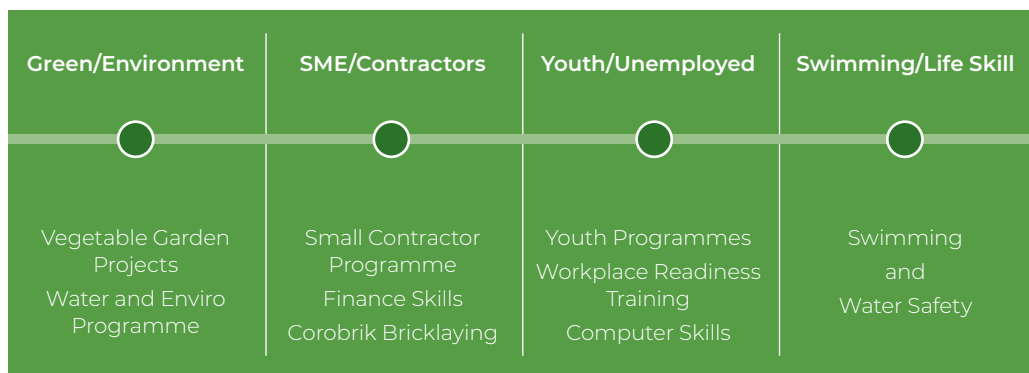 Green/Environment
SME/Contractors
Youth/Unemployed
Swimming/Life Skill
Vegetable Garden
Projects
Water and Enviro
Programme
Small Contractor
Programme
Finance Skills
Corobrik Bricklaying
Youth Programmes
Workplace Readiness
Training
Computer Skills
Swimming
and
Water Safety